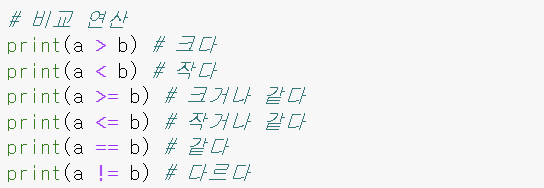 # 비교 연산
print(a > b) # 크다
print(a < b) # 작다
print(a >= b) # 크거나 같다
print(a <= b) # 작거나 같다
print(a == b) # 같다
print(a != b) # 다르다